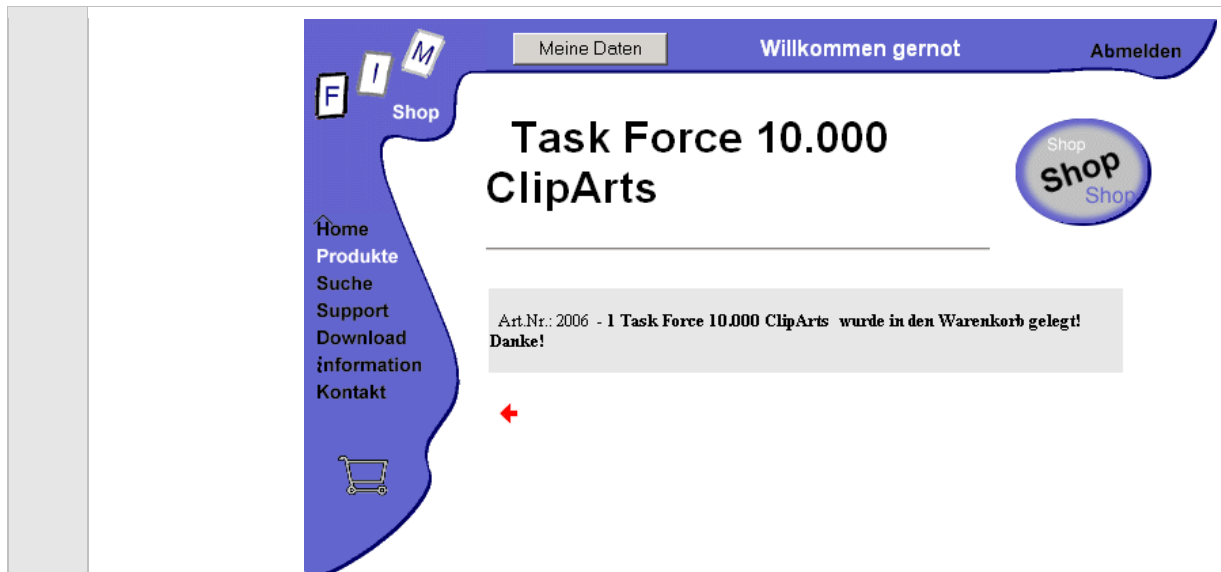 F I M
Shop
Meine Daten
Willkommen gernot
Abmelden
Task Force 10.000
ClipArts
Shop
Shop
Shop
Home
Produkte
Suche
Support
Download
information
Kontakt
Art.Nr.: 2006 - 1 Task Force 10.000 ClipArts wurde in den Warenkorb gelegt!
Danke!